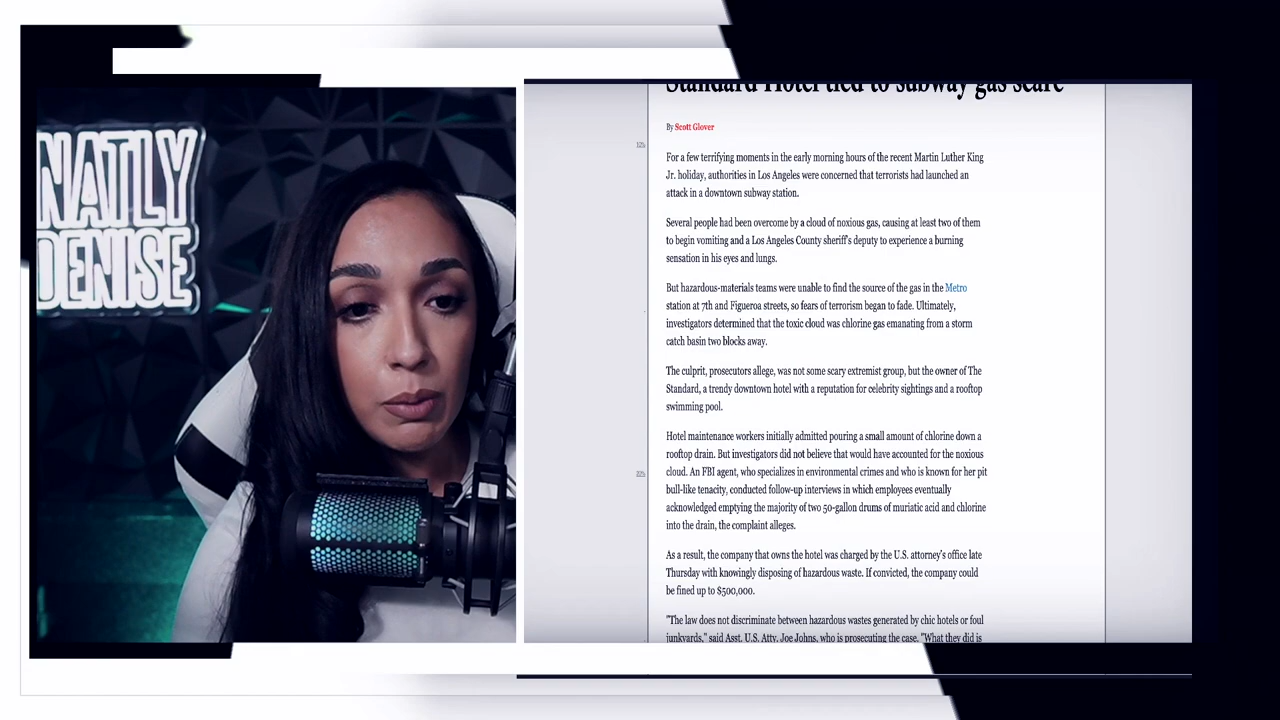 NATLY
DENISE
Standard Hotel tied to subway gas scare
By Scott Glover
For a few terrifying moments in the early morning hours of the recent Martin Luther King
Jr. holiday, authorities in Los Angeles were concerned that terrorists had launched an
attack in a downtown subway station.
Several people had been overcome by a cloud of noxious gas, causing at least two of them
to begin vomiting and a Los Angeles County sheriff's deputy to experience a burning
sensation in his eyes and lungs.
But hazardous-materials teams were unable to find the source of the gas in the Metro
station at 7th and Figueroa streets, so fears of terrorism began to fade. Ultimately,
investigators determined that the toxic cloud was chlorine gas emanating from a storm
catch basin two blocks away.
The culprit, prosecutors allege, was not some scary extremist group, but the owner of The
Standard, a trendy downtown hotel with a reputation for celebrity sightings and a rooftop
swimming pool.
Hotel maintenance workers initially admitted pouring a small amount of chlorine down a
rooftop drain. But investigators did not believe that would have accounted for the noxious
cloud. An FBI agent, who specializes in environmental crimes and who is known for her pit
bull-like tenacity, conducted follow-up interviews in which employees eventually
acknowledged emptying the majority of two 50-gallon drums of muriatic acid and chlorine
into the drain, the complaint alleges.
As a result, the company that owns the hotel was charged by the U.S. attorney's office late
Thursday with knowingly disposing of hazardous waste. If convicted, the company could
be fined up to $500,000.
"The law does not discriminate between hazardous wastes generated by chic hotels or foul
junkyards," said Asst. U.S. Atty. Joe Johns, who is prosecuting the case. "What they did is